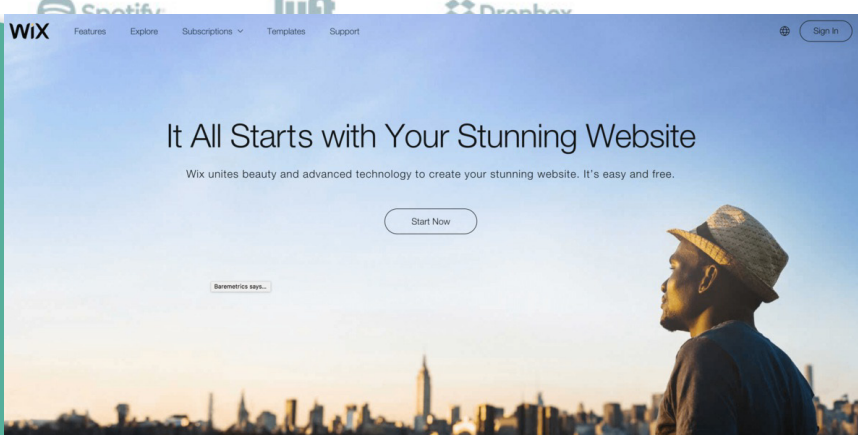 Spotify
lyft
Dropbox
WiX
Features
Explore
Subscriptions
Templates
Support
Sign In
It All Starts with Your Stunning Website
Wix unites beauty and advanced technology to create your stunning website. It's easy and free.
Start Now
Baremetrics says...